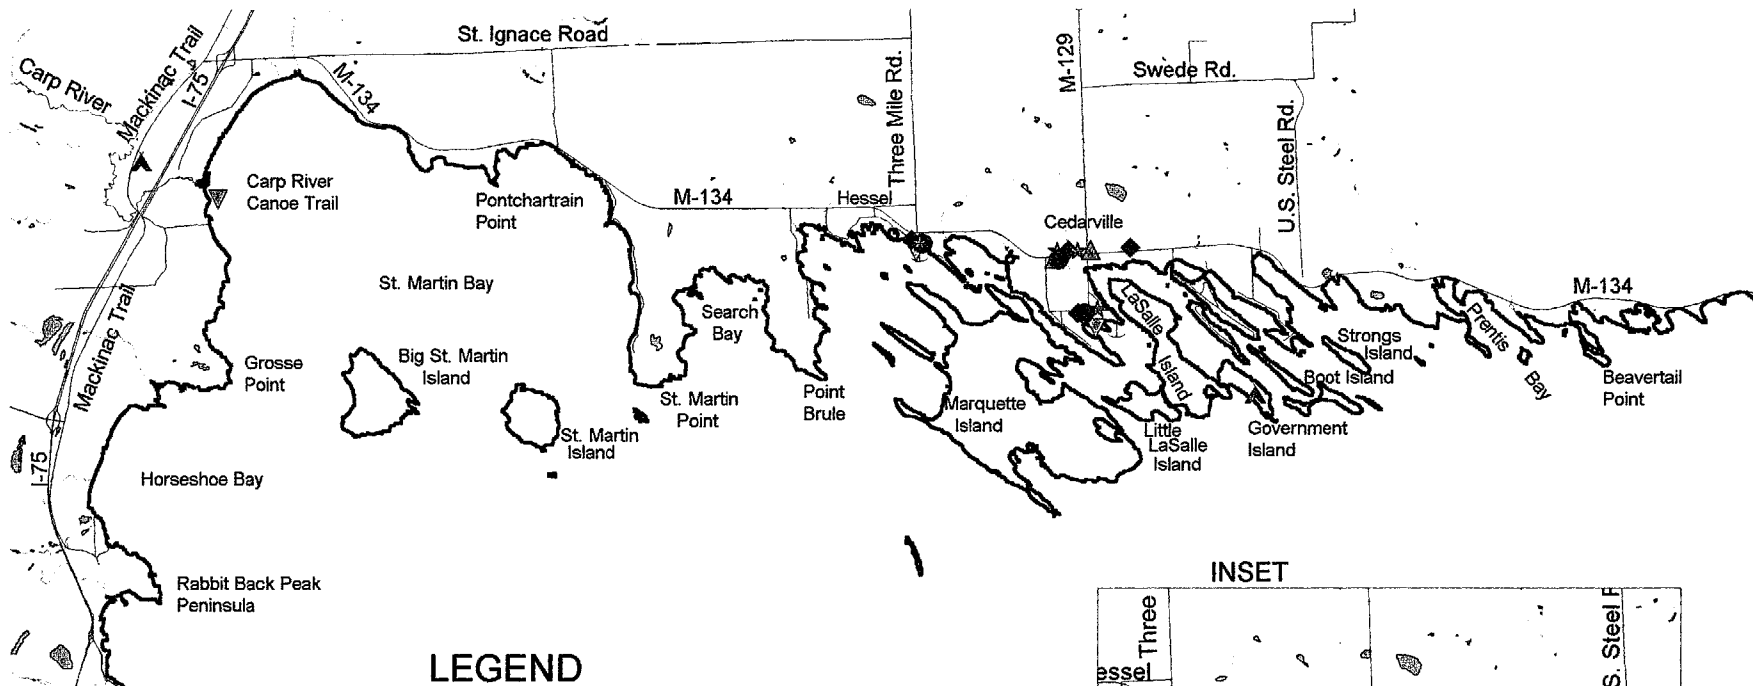 St. Ignace Road
Mackinac Trail
I-75
Carp River
M-134
M-129
Swede Rd.
Three Mile Rd.
U.S. Steel Rd.
Carp River
Canoe Trail
Pontchartrain
Point
M-134
Hessel
Cedarville
St. Martin Bay
Search
Bay
LaSalle
Island
M-134
Prentis
Bay
Strongs
Island
Mackinac Trail
Grosse
Point
Big St. Martin
Island
St. Martin
Point
Point
Brule
Marquette
Island
Boot Island
Beavertail
Point
St. Martin
Island
Little
LaSalle
Island
Government
Island
I-75
Horseshoe Bay
Rabbit Back Peak
Peninsula
INSET
LEGEND
Three
essel
S. Steel R